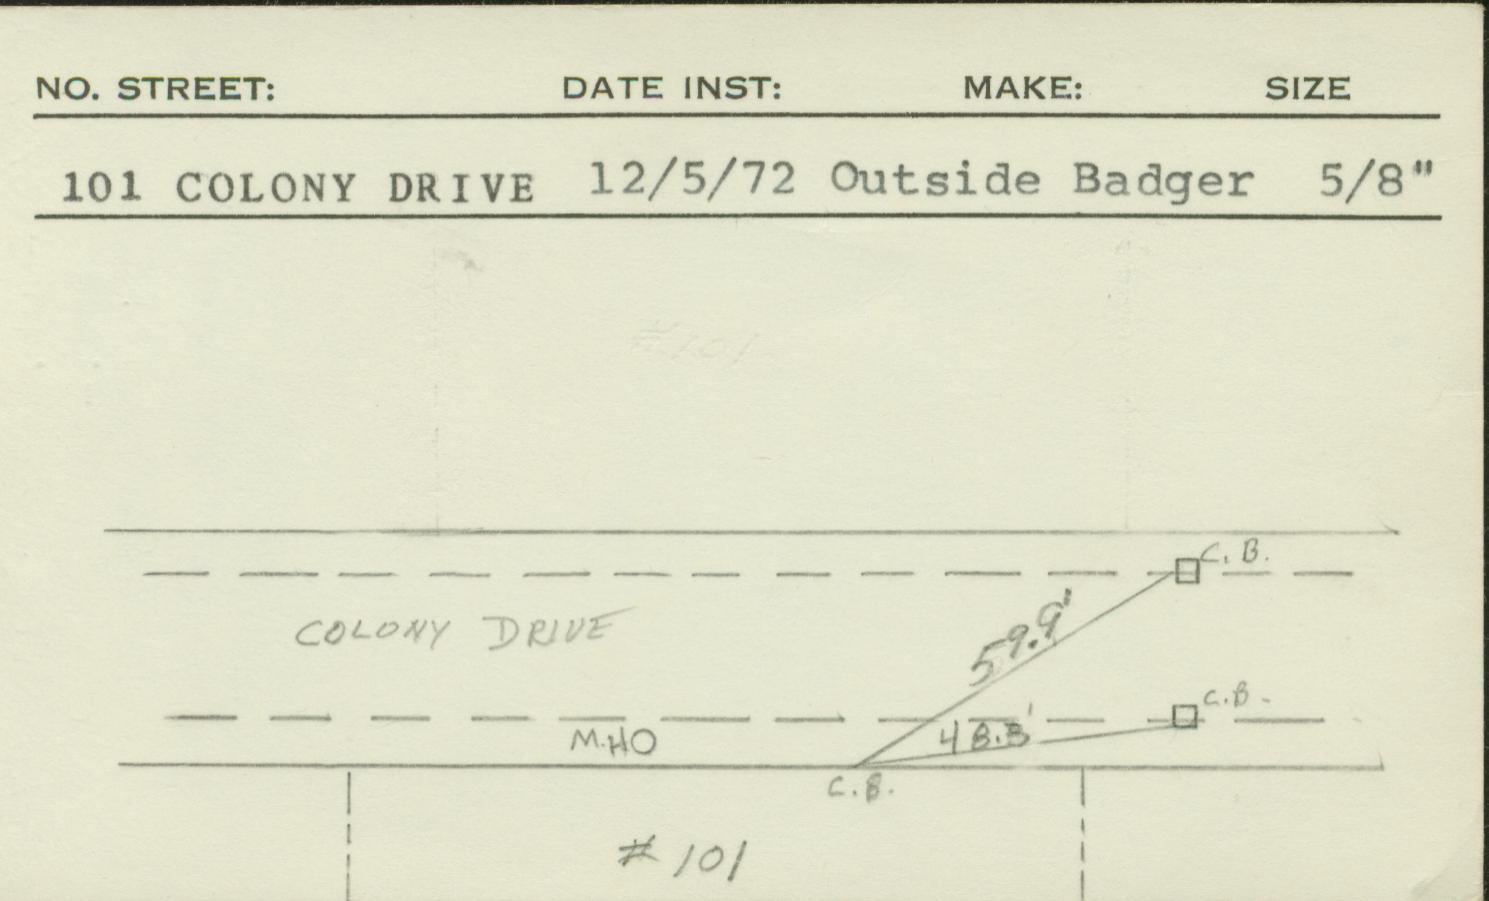 NO. STREET: DATE INST: MAKE: SIZE
101 COLONY DRIVE 12/5/72 Outside Badger 5/8"
#101
C. B.
59.9'
COLONY DRIVE
C.B.
48.8'
M.HO
C.B.
# 101